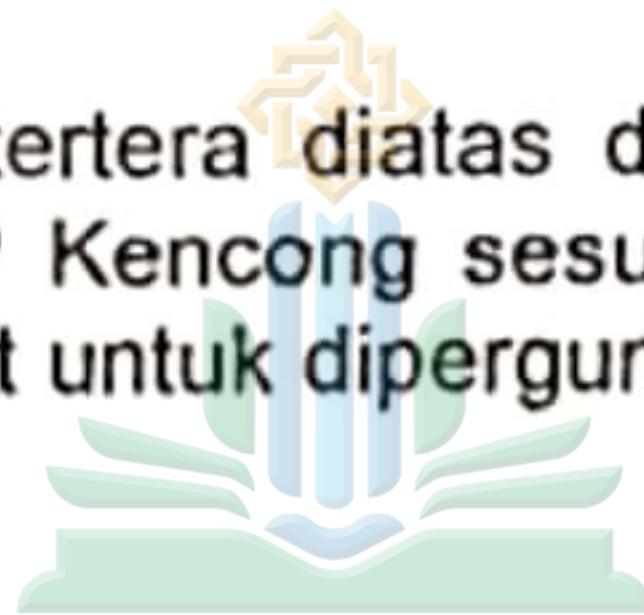 tertera diatas d
Kencong sesu
t untuk dipergun